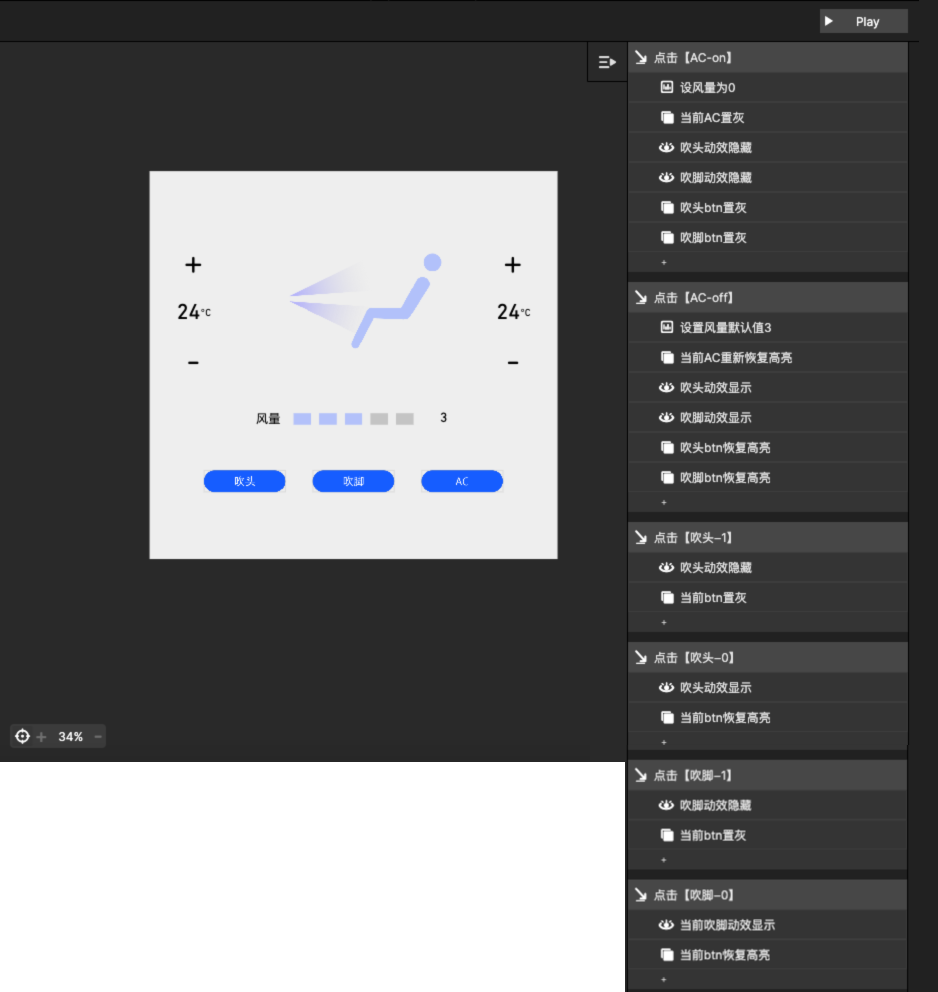 Play
点击【AC-on】
设风量为0
当前AC置灰
吹头动效隐藏
吹脚动效隐藏
吹头btn置灰
吹脚btn置灰
+
点击【AC-off】
设置风量默认值3
当前AC重新恢复高亮
吹头动效显示
吹脚动效显示
吹头btn恢复高亮
吹脚btn恢复高亮
+
点击【吹头-1】
吹头动效隐藏
当前btn置灰
+
点击【吹头-0】
吹头动效显示
当前btn恢复高亮
+
点击【吹脚-1】
吹脚动效隐藏
当前btn置灰
+
点击【吹脚-0】
当前吹脚动效显示
当前btn恢复高亮
+
+ +
24°C 24°C
- -
风量 3
吹头 吹脚 AC
+ 34% -